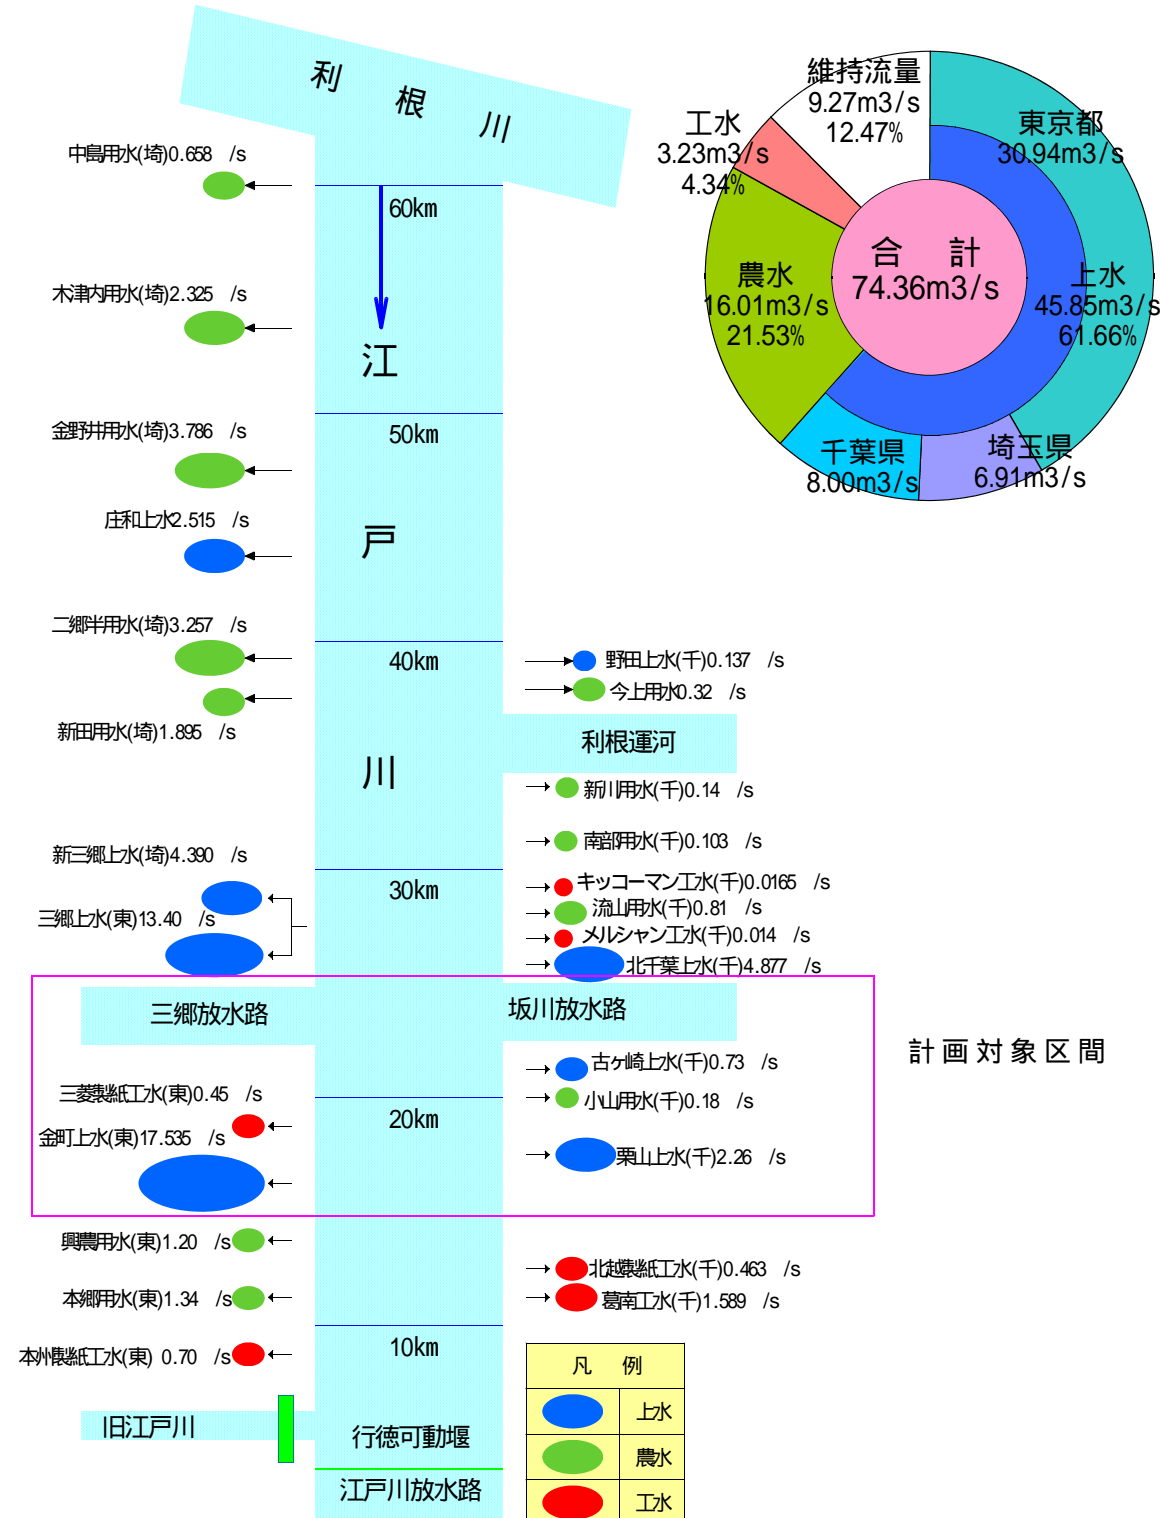 利根川
維持流量
9.27m3/s
12.47%
工水
3.23m3/s
4.34%
東京都
30.94m3/s
合計
74.36m3/s
農水
16.01m3/s
21.53%
上水
45.85m3/s
61.66%
千葉県
8.00m3/s
埼玉県
6.91m3/s
中島用水(埼)0.658 /s
60km
木津内用水(埼)2.325 /s
江
金野井用水(埼)3.786 /s
50km
庄和上水2.515 /s
戸
二郷半用水(埼)3.257 /s
40km
野田上水(千)0.137 /s
今上用水0.32 /s
新田用水(埼)1.895 /s
利根運河
川
新川用水(千)0.14 /s
南部用水(千)0.103 /s
新三郷上水(埼)4.390 /s
30km
キッコーマン工水(千)0.0165 /s
流山用水(千)0.81 /s
三郷上水(東)13.40 /s
メルシャン工水(千)0.014 /s
北千葉上水(千)4.877 /s
三郷放水路
坂川放水路
計画対象区間
古ヶ崎上水(千)0.73 /s
三菱製紙工水(東)0.45 /s
小山用水(千)0.18 /s
20km
金町上水(東)17.535 /s
栗山上水(千)2.26 /s
興農用水(東)1.20 /s
北越製紙工水(千)0.463 /s
本郷用水(東)1.34 /s
葛南工水(千)1.589 /s
10km
本州製紙工水(東) 0.70 /s
凡例
上水
旧江戸川
行徳可動堰
農水
江戸川放水路
工水